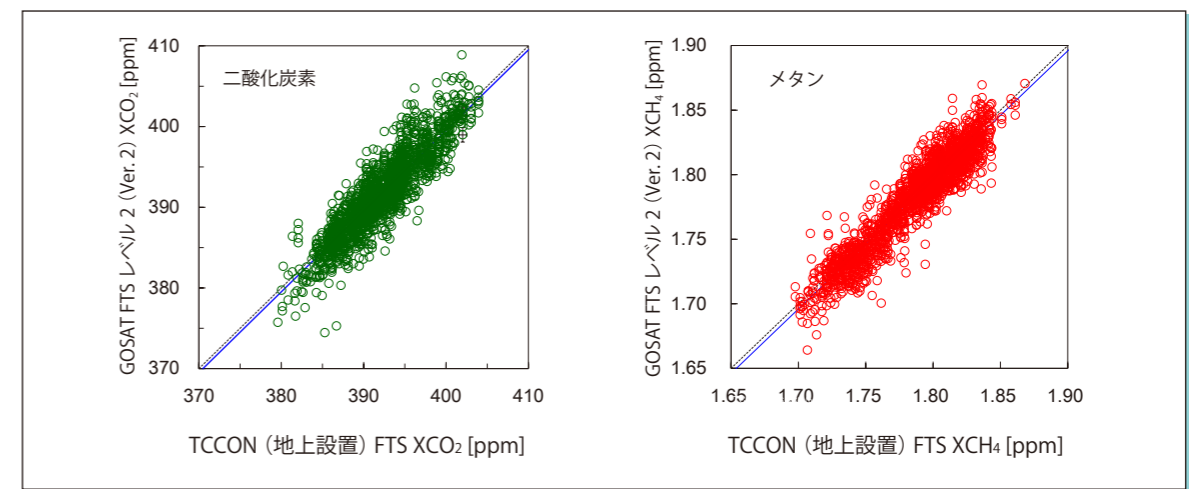 GOSAT FTS レベル 2（Ver. 2）XCO₂ [ppm]
410
400
390
380
370
二酸化炭素
370 380 390 400 410
TCCON（地上設置）FTS XCO₂ [ppm]
GOSAT FTS レベル 2（Ver. 2）XCH₄ [ppm]
1.90
1.85
1.80
1.75
1.70
1.65
メタン
1.65 1.70 1.75 1.80 1.85 1.90
TCCON（地上設置）FTS XCH₄ [ppm]